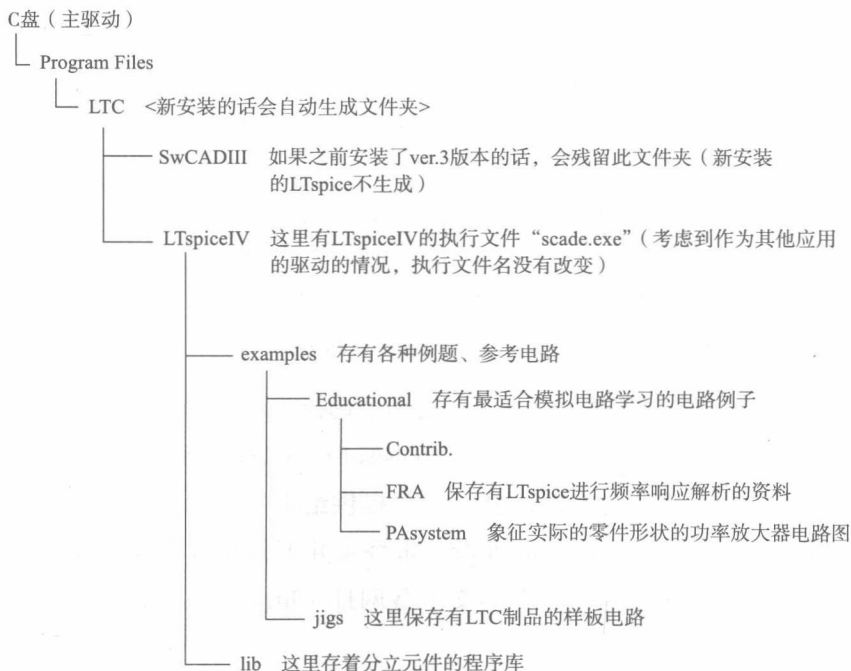 C盘（主驱动）
Program Files
LTC <新安装的话会自动生成文件夹>
SwCADIII 如果之前安装了ver.3版本的话，会残留此文件夹（新安装
的LTspice不生成）
LTspiceIV 这里有LTspiceIV的执行文件“scade.exe”（考虑到作为其他应用
的驱动的情况，执行文件名没有改变）
examples 存有各种例题、参考电路
Educational 存有最适合模拟电路学习的电路例子
Contrib.
FRA 保存有LTspice进行频率响应解析的资料
PAsystem 象征实际的零件形状的功率放大器电路图
jigs 这里保存有LTC制品的样板电路
lib 这里存着分立元件的程序库